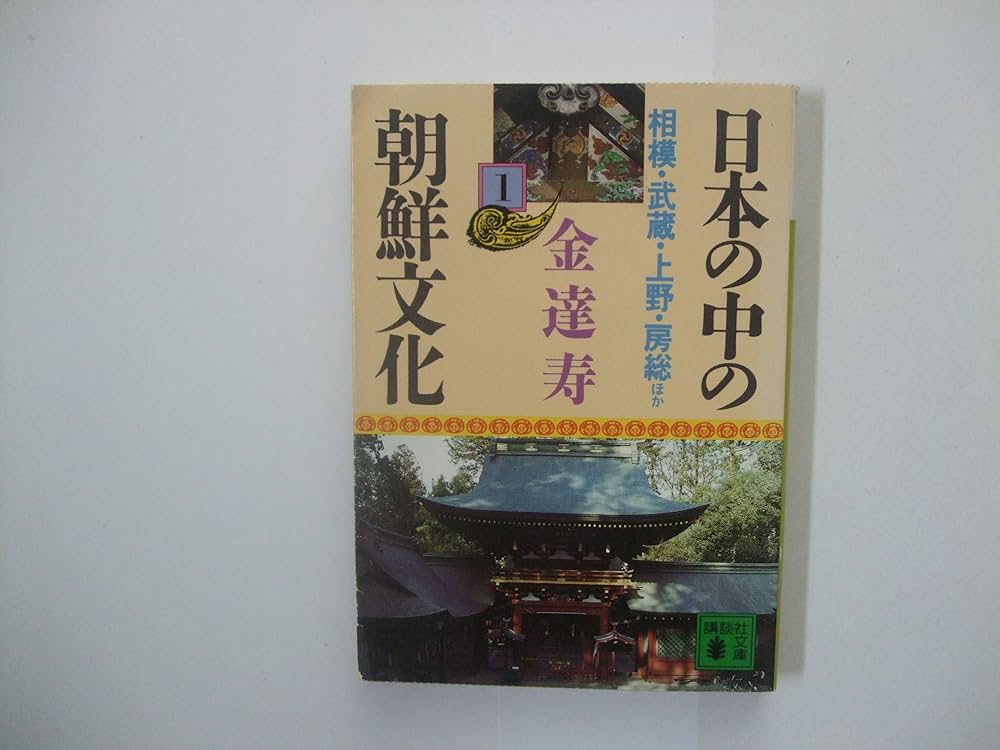 日本の中の
朝鮮文化
相模・武蔵・上野・房総ほか
1
金達寿
講談社
文庫